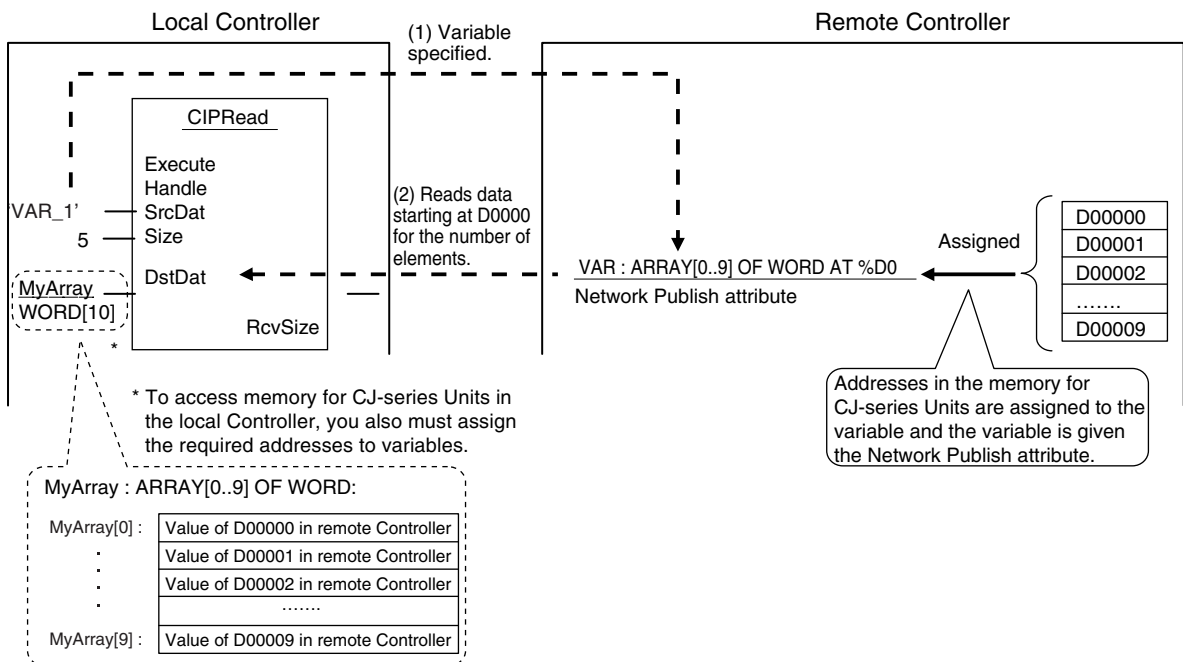 Local Controller
Remote Controller
(1) Variable
specified.
CIPRead
Execute
Handle
'VAR_1'
SrcDat
5
Size
(2) Reads data
starting at D0000
for the number of
elements.
DstDat
MyArray
WORD[10]
RcvSize
*
VAR : ARRAY[0..9] OF WORD AT %D0
Network Publish attribute
Assigned
D00000
D00001
D00002
.......
D00009
Addresses in the memory for
CJ-series Units are assigned to the
variable and the variable is given
the Network Publish attribute.
* To access memory for CJ-series Units in
the local Controller, you also must assign
the required addresses to variables.
MyArray : ARRAY[0..9] OF WORD:
MyArray[0] : Value of D00000 in remote Controller
Value of D00001 in remote Controller
Value of D00002 in remote Controller
.......
MyArray[9] : Value of D00009 in remote Controller